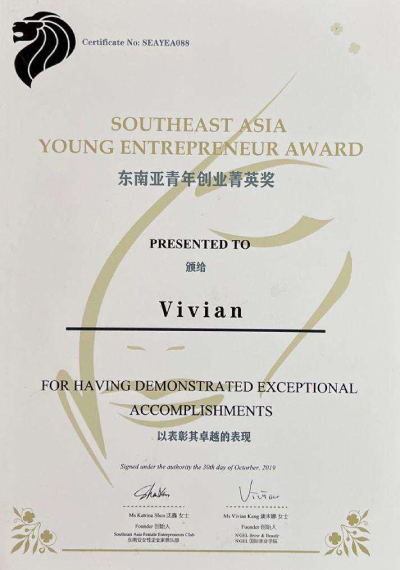 Certificate No: SEAYEA088
SOUTHEAST ASIA
YOUNG ENTREPRENEUR AWARD
东南亚青年创业菁英奖
PRESENTED TO
颁给
Vivian
FOR HAVING DEMONSTRATED EXCEPTIONAL
ACCOMPLISHMENTS
以表彰其卓越的表现
Signed under the authority the 30th day of Octorber, 2019
Vivian
Ms Katrina Shen 沈鑫 女士
Ms Vivian Kong 女士
Founder 创始人
Founder 创始人
Southeast Asia Female Entrepreneurs Club
NGEL Brow & Beauty
东南亚女性企业家俱乐部
NGEL 国际美业学院